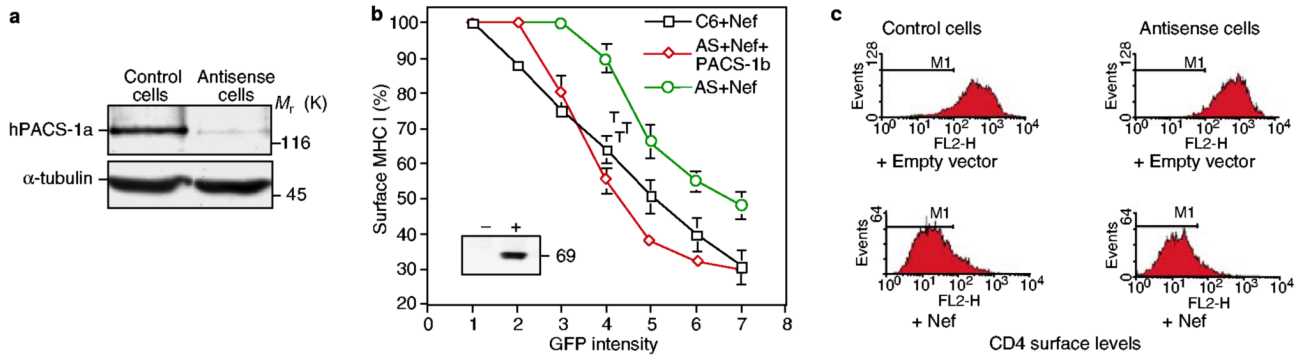 a
Control cells
Antisense cells
Mr (K)
hPACS-1a
116
α-tubulin
45
b
Surface MHC I (%)
100
90
80
70
60
50
40
30
20
0
1
2
3
4
5
6
7
8
GFP intensity
C6+Nef
AS+Nef+
PACS-1b
AS+Nef
− +
69
c
Control cells
Antisense cells
128
Events
0
M1
10⁰ 10¹ 10² 10³ 10⁴
FL2-H
+ Empty vector
128
Events
0
M1
10⁰ 10¹ 10² 10³ 10⁴
FL2-H
+ Empty vector
64
Events
0
M1
10⁰ 10¹ 10² 10³ 10⁴
FL2-H
+ Nef
64
Events
0
M1
10⁰ 10¹ 10² 10³ 10⁴
FL2-H
+ Nef
CD4 surface levels